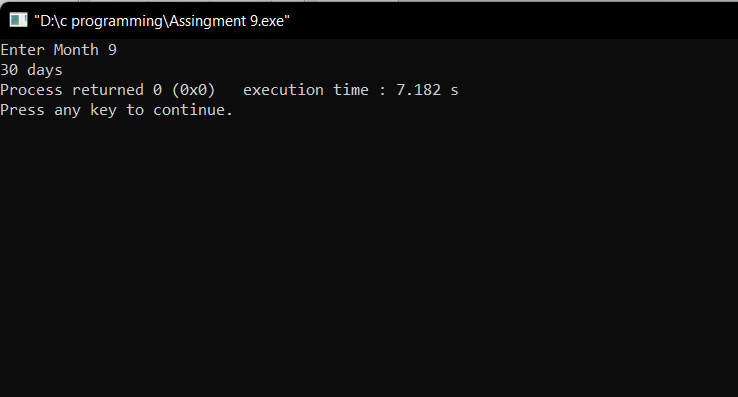 "D:\c programming\Assingment 9.exe"
Enter Month 9
30 days
Process returned 0 (0x0)   execution time : 7.182 s
Press any key to continue.